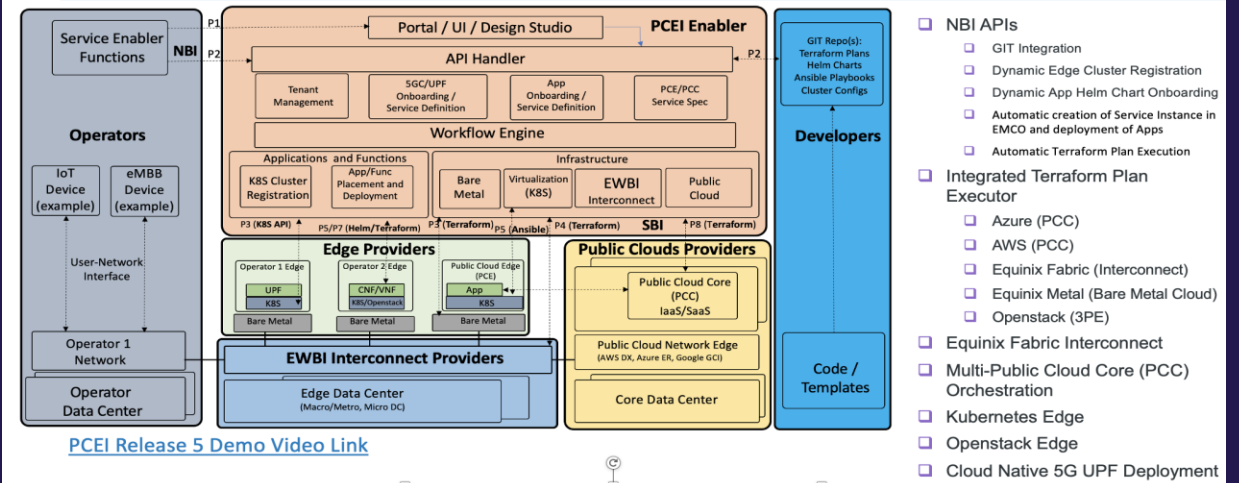 Service Enabler
Functions
NBI
P1
P2
Operators
IoT
Device
(example)
eMBB
Device
(example)
User-Network
Interface
Operator 1
Network
Operator
Data Center
Portal / UI / Design Studio
PCEI Enabler
API Handler
Tenant
Management
5GC/UPF
Onboarding /
Service Definition
App
Onboarding /
Service Definition
PCE/PCC
Service Spec
Workflow Engine
Applications and Functions
K8S Cluster
Registration
App/Func
Placement and
Deployment
Infrastructure
Bare
Metal
Virtualization
(K8S)
EWBI
Interconnect
Public
Cloud
P3 (K8S API)
P5/P7 (Helm/Terraform)
P3 (Terraform)
P5 (Ansible)
P4 (Terraform)
SBI
P8 (Terraform)
Edge Providers
Operator 1 Edge
UPF
K8S
Bare Metal
Operator 2 Edge
CNF/VNF
K8S/Openstack
Bare Metal
Public Cloud Edge
(PCE)
App
K8S
Bare Metal
Public Clouds Providers
Public Cloud Core
(PCC)
IaaS/SaaS
Public Cloud Network Edge
(AWS DX, Azure ER, Google GCI)
Core Data Center
EWBI Interconnect Providers
Edge Data Center
(Macro/Metro, Micro DC)
P2
GIT Repo(s):
Terraform Plans
Helm Charts
Ansible Playbooks
Cluster Configs
Developers
Code /
Templates
PCEI Release 5 Demo Video Link
NBI APIs
GIT Integration
Dynamic Edge Cluster Registration
Dynamic App Helm Chart Onboarding
Automatic creation of Service Instance in
EMCO and deployment of Apps
Automatic Terraform Plan Execution
Integrated Terraform Plan
Executor
Azure (PCC)
AWS (PCC)
Equinix Fabric (Interconnect)
Equinix Metal (Bare Metal Cloud)
Openstack (3PE)
Equinix Fabric Interconnect
Multi-Public Cloud Core (PCC)
Orchestration
Kubernetes Edge
Openstack Edge
Cloud Native 5G UPF Deployment